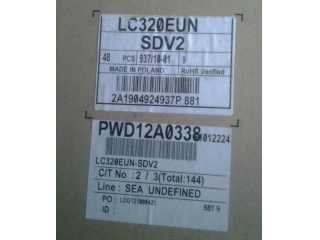 LC320EUN
SDV2
48 PCS 937/10-01 9
MADE IN POLAND RoHS Verified
2A1904924937P 881
PWD12A0338
LC320EUN-SDV2
C/T No : 2 / 3(Total:144)
Line : SEA UNDEFINED
PO :
881 9
ID :